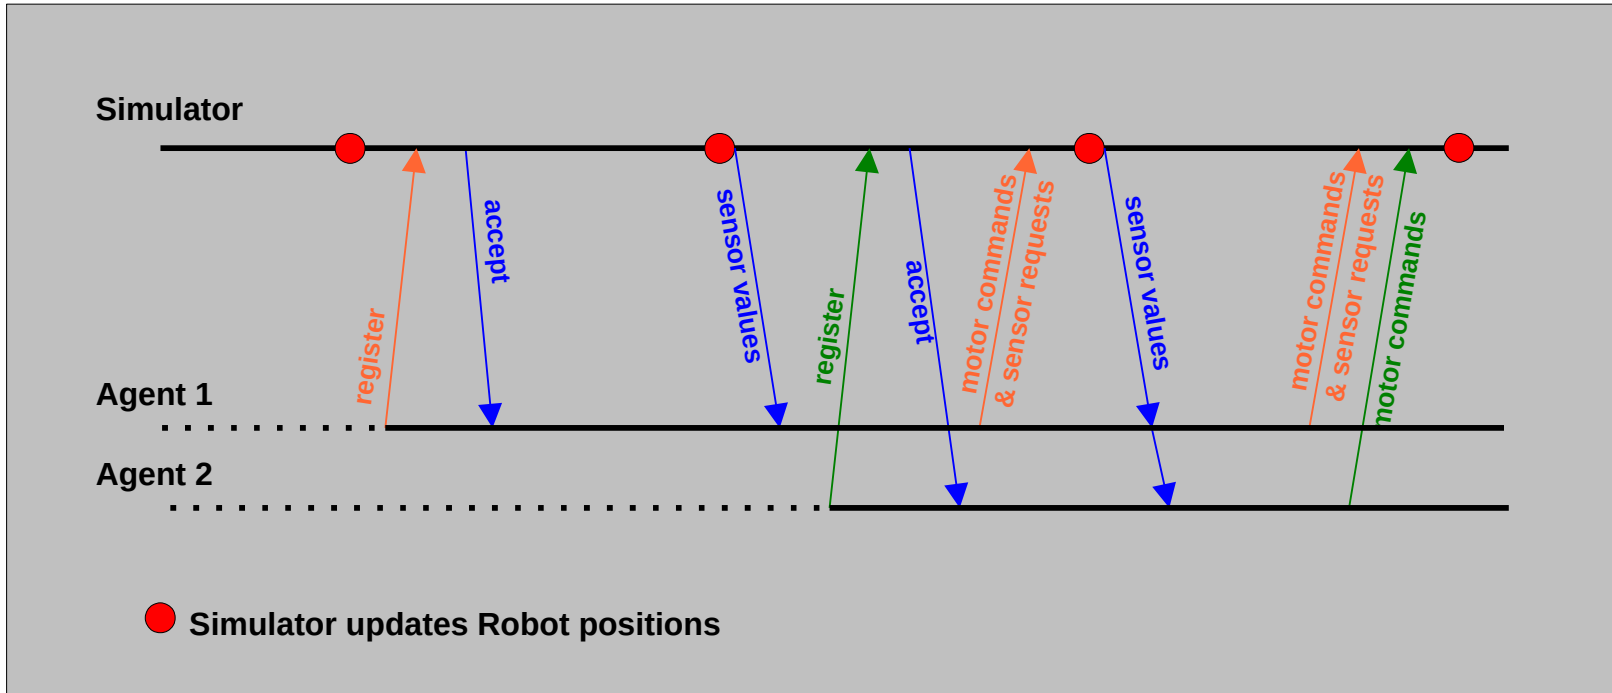 Simulator
accept
sensor values
register
register
accept
motor commands
& sensor requests
sensor values
motor commands
& sensor requests
motor commands
Agent 1
Agent 2
Simulator updates Robot positions